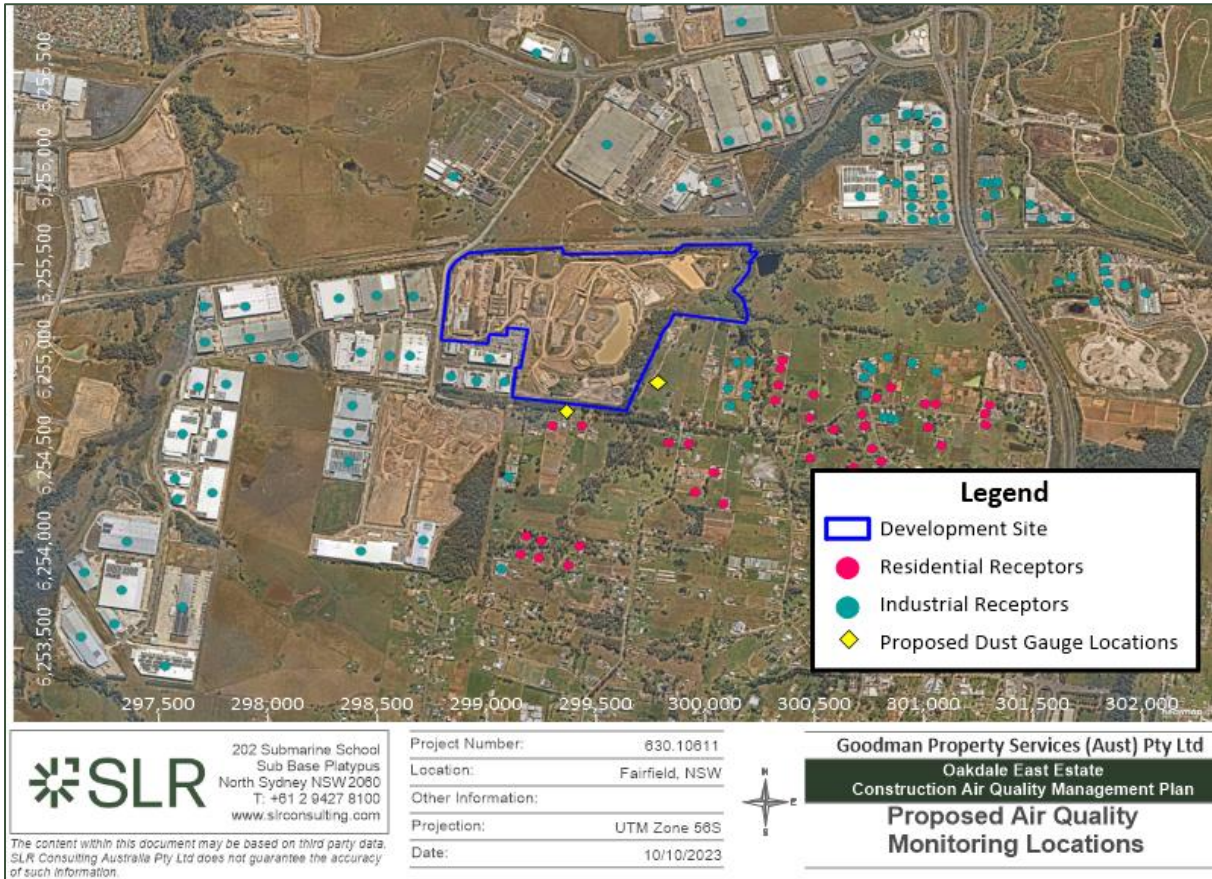 6,256,500
6,256,000
6,255,500
6,255,000
6,254,500
6,254,000
6,253,500
297,500
298,000
298,500
299,000
299,500
300,000
300,500
301,000
301,500
302,000
Legend
Development Site
Residential Receptors
Industrial Receptors
Proposed Dust Gauge Locations
SLR
202 Submarine School
Sub Base Platypus
North Sydney NSW 2060
T: +61 2 9427 8100
www.slrconsulting.com
The content within this document may be based on third party data.
SLR Consulting Australia Pty Ltd does not guarantee the accuracy
of such information.
Project Number: 630.10611
Location: Fairfield, NSW
Other Information:
Projection: UTM Zone 56S
Date: 10/10/2023
N
E
S
Goodman Property Services (Aust) Pty Ltd
Oakdale East Estate
Construction Air Quality Management Plan
Proposed Air Quality
Monitoring Locations